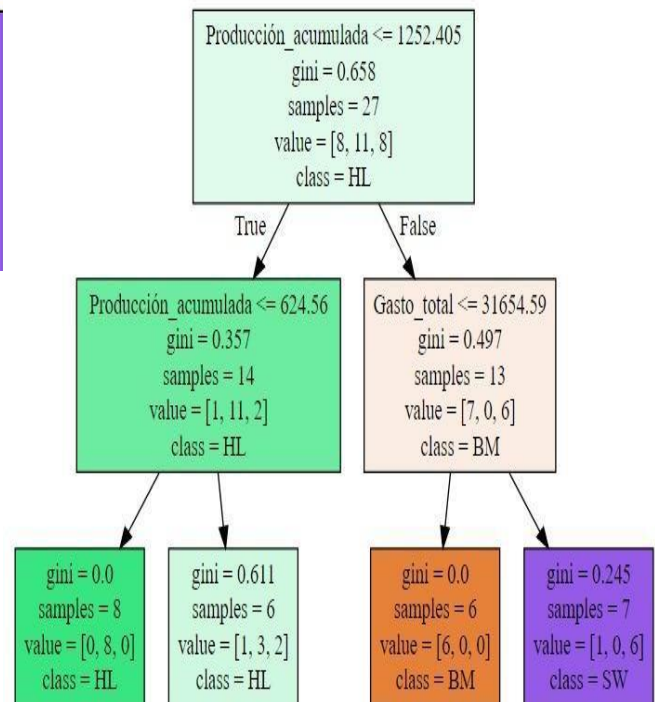 Producción_acumulada <= 1252.405
gini = 0.658
samples = 27
value = [8, 11, 8]
class = HL
True
False
Producción_acumulada <= 624.56
gini = 0.357
samples = 14
value = [1, 11, 2]
class = HL
Gasto_total <= 31654.59
gini = 0.497
samples = 13
value = [7, 0, 6]
class = BM
gini = 0.0
samples = 8
value = [0, 8, 0]
class = HL
gini = 0.611
samples = 6
value = [1, 3, 2]
class = HL
gini = 0.0
samples = 6
value = [6, 0, 0]
class = BM
gini = 0.245
samples = 7
value = [1, 0, 6]
class = SW